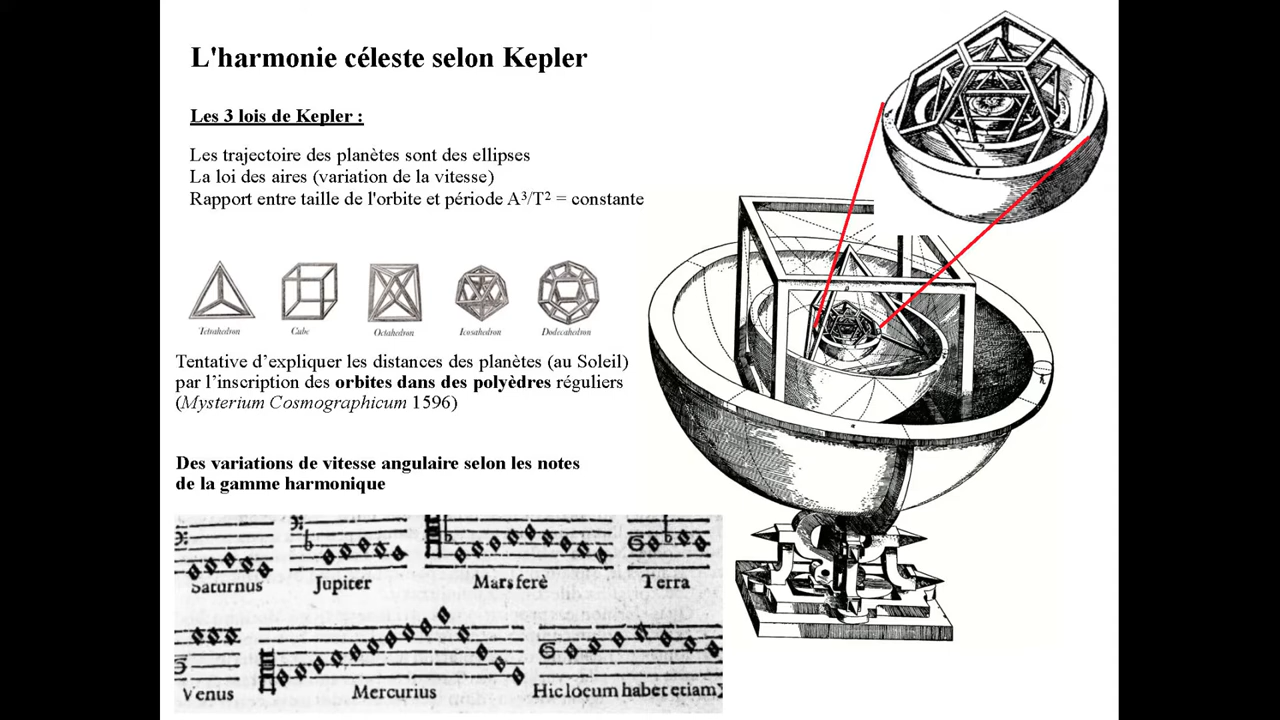 L'harmonie céleste selon Kepler
Les 3 lois de Kepler :
Les trajectoire des planètes sont des ellipses
La loi des aires (variation de la vitesse)
Rapport entre taille de l'orbite et période A³/T² = constante
Tetrahedron Cube Octahedron Icosahedron Dodecahedron
Tentative d’expliquer les distances des planètes (au Soleil)
par l’inscription des orbites dans des polyèdres réguliers
(Mysterium Cosmographicum 1596)
Des variations de vitesse angulaire selon les notes
de la gamme harmonique
Saturnus Jupiter Mars ferè Terra
Venus Mercurius Hic locum habet etiam